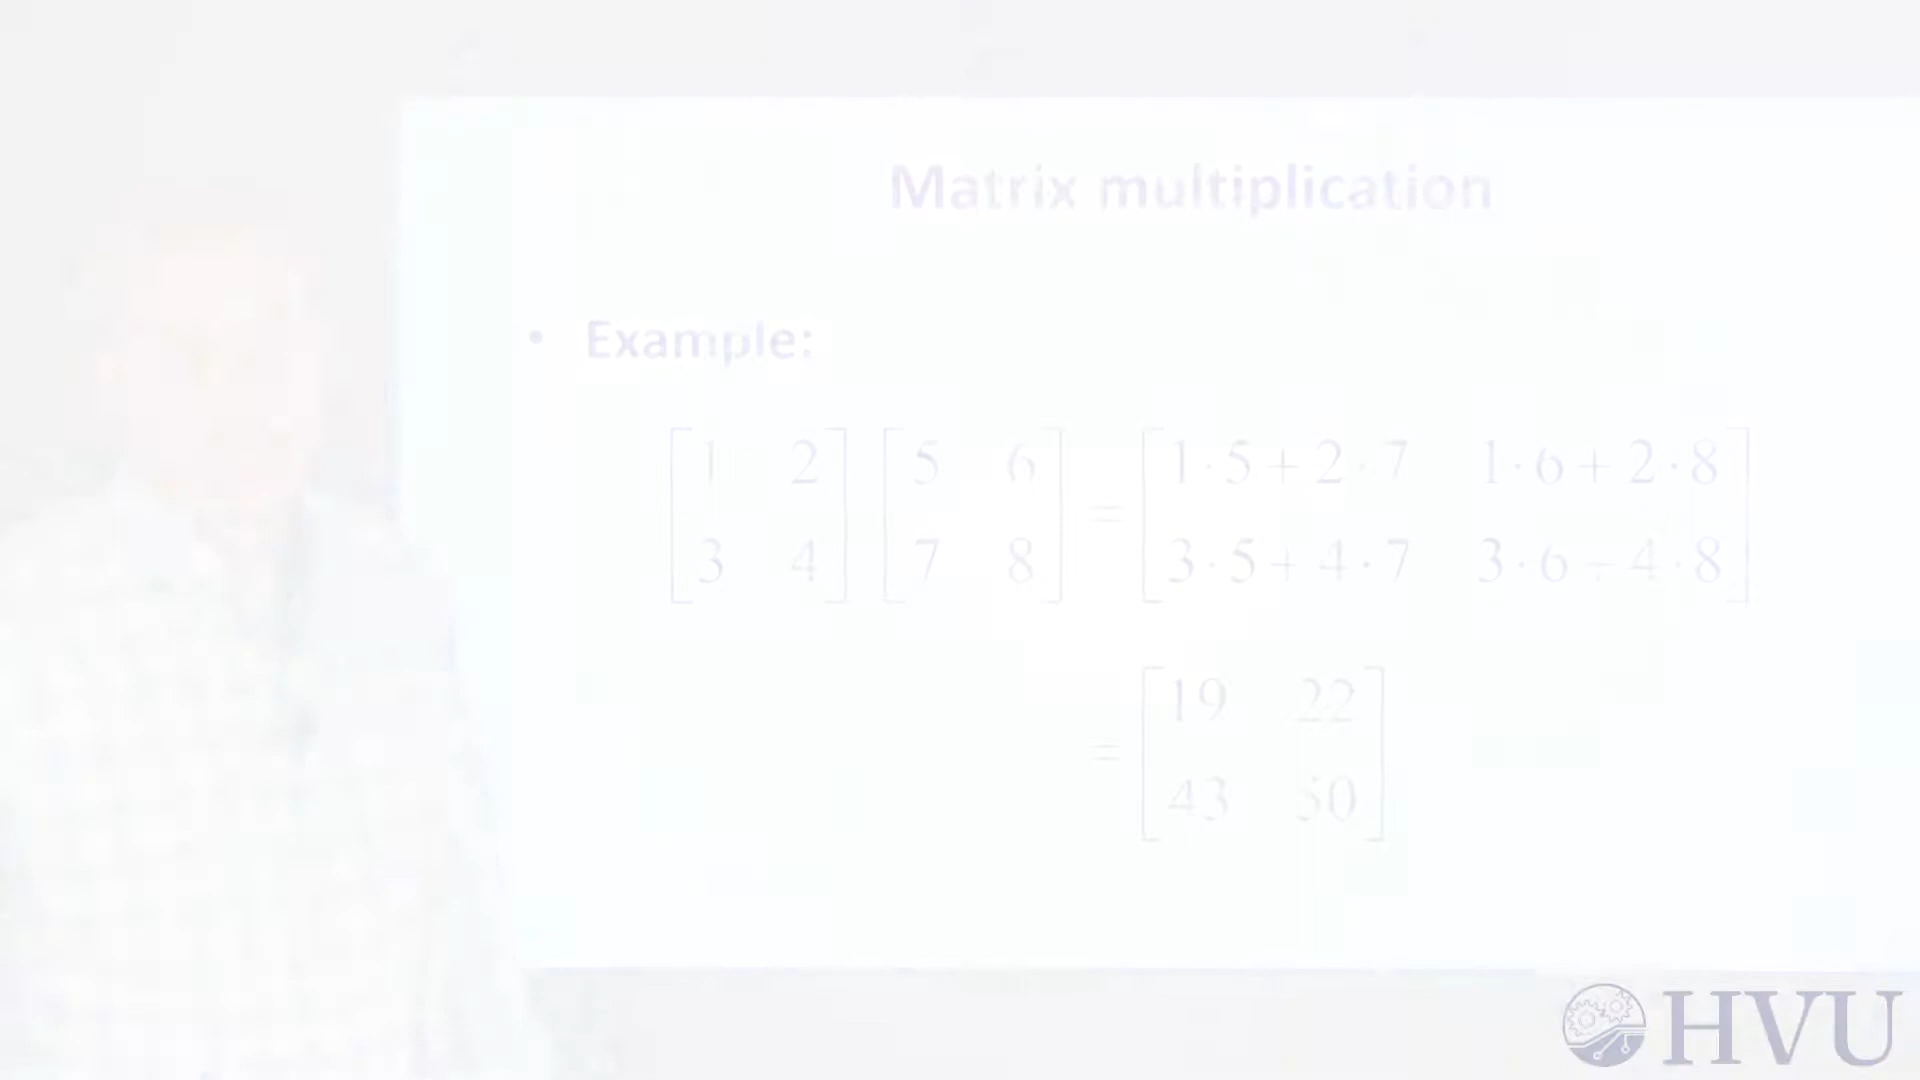 Matrix multiplication
• Example:
[1 2; 3 4] [5 6; 7 8] = [1·5+2·7 1·6+2·8; 3·5+4·7 3·6+4·8]
= [19 22; 43 50]
HVU